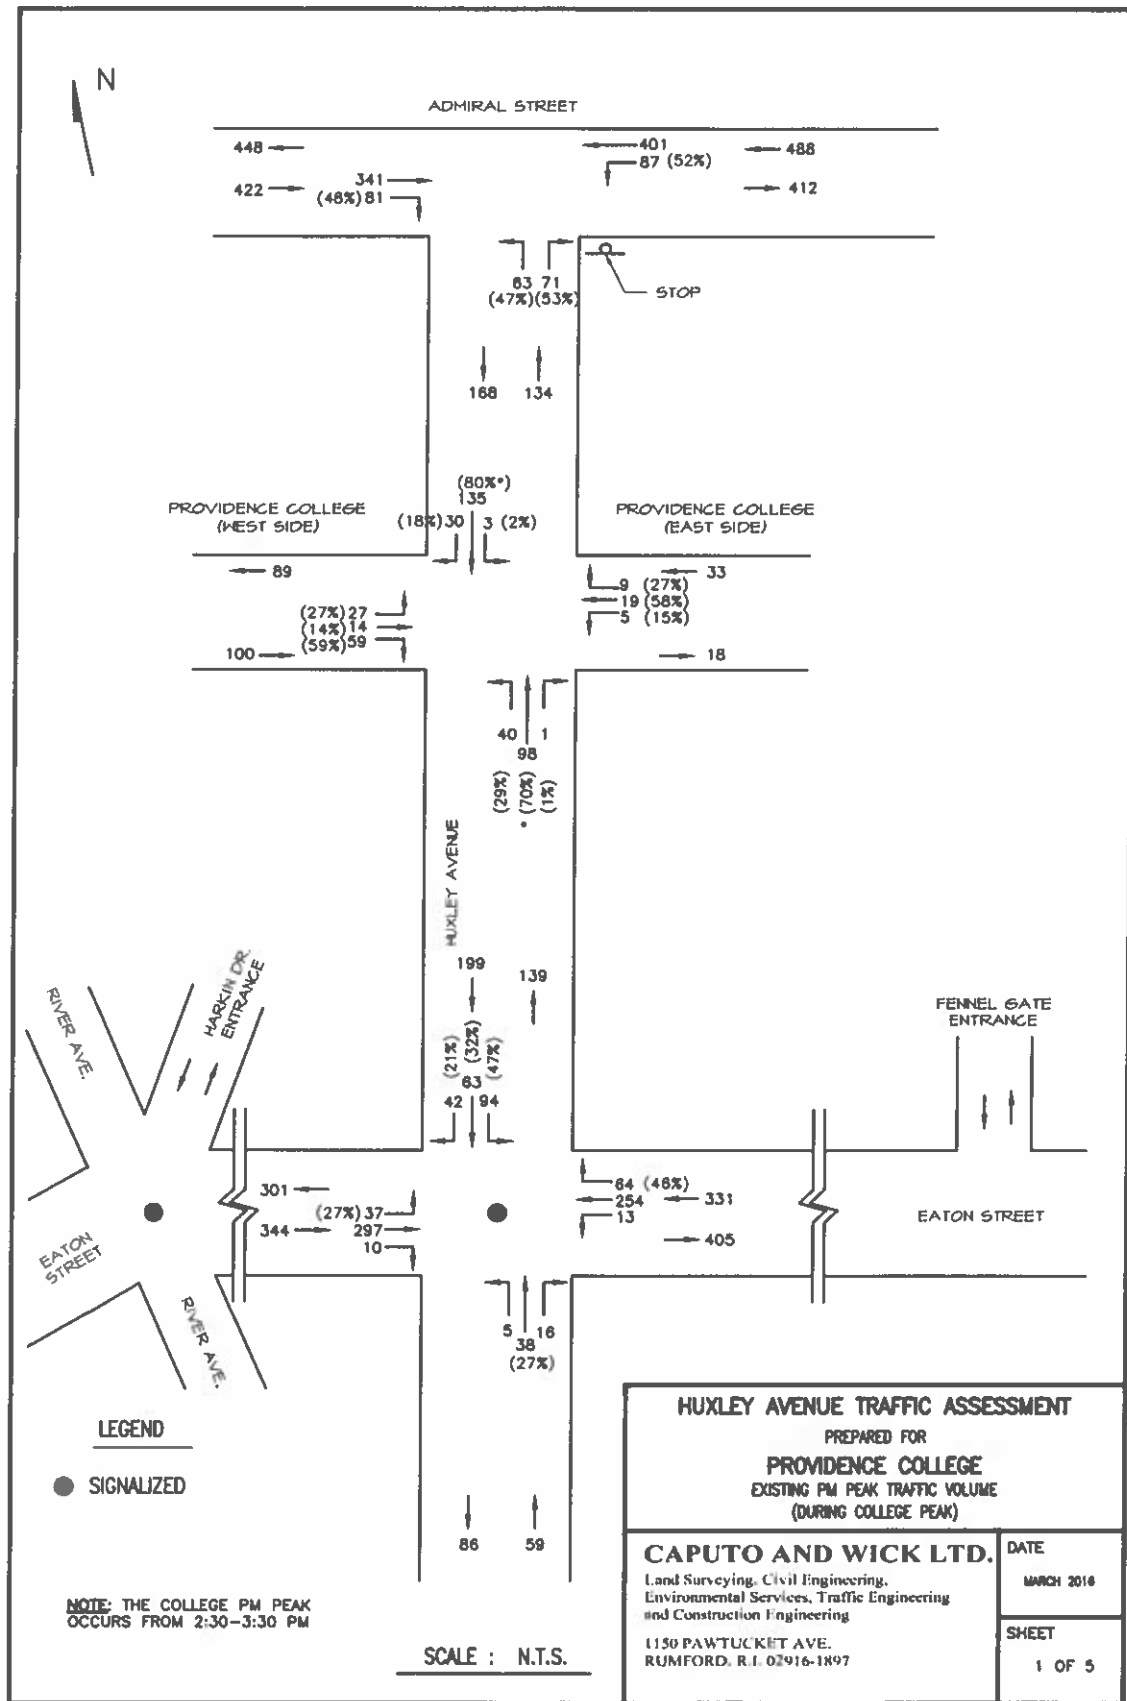 N
ADMIRAL STREET
448
401
488
87 (52%)
422
341
(48%) 81
412
63 71
(47%)(53%)
STOP
168 134
(80%*)
135
PROVIDENCE COLLEGE
(WEST SIDE)
(18%) 30 3 (2%)
PROVIDENCE COLLEGE
(EAST SIDE)
89
33
9 (27%)
19 (58%)
5 (15%)
(27%) 27
(14%) 14
(59%) 59
100
18
40 1
98
(29%)
*(70%)
(1%)
HUXLEY AVENUE
199 139
(21%)
(32%)
(47%)
63
42 94
RIVER AVE.
HARKIN DR.
ENTRANCE
FENNEL GATE
ENTRANCE
301
(27%) 37
344
297
10
64 (46%)
254
331
13
405
EATON STREET
EATON
STREET
RIVER AVE.
5 16
38
(27%)
86 59
LEGEND
SIGNALIZED
NOTE: THE COLLEGE PM PEAK
OCCURS FROM 2:30-3:30 PM
SCALE : N.T.S.
HUXLEY AVENUE TRAFFIC ASSESSMENT
PREPARED FOR
PROVIDENCE COLLEGE
EXISTING PM PEAK TRAFFIC VOLUME
(DURING COLLEGE PEAK)
CAPUTO AND WICK LTD.
Land Surveying, Civil Engineering,
Environmental Services, Traffic Engineering
and Construction Engineering
1150 PAWTUCKET AVE.
RUMFORD, R.I. 02916-1897
DATE
MARCH 2016
SHEET
1 OF 5